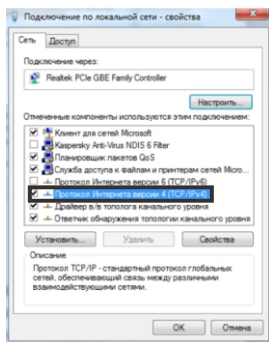 Подключение по локальной сети - свойства
Сеть
Доступ
Подключение через:
Realtek PCIe GBE Family Controller
Настроить...
Отмеченные компоненты используются этим подключением:
Клиент для сетей Microsoft
Kaspersky Anti-Virus NDIS 6 Filter
Планировщик пакетов QoS
Служба доступа к файлам и принтерам сетей Micro...
Протокол Интернета версии 6 (TCP/IPv6)
Протокол Интернета версии 4 (TCP/IPv4)
Драйвер в/в тополога канального уровня
Ответчик обнаружения топологии канального уровня
Установить...
Удалить
Свойства
Описание
Протокол TCP/IP - стандартный протокол глобальных
сетей, обеспечивающий связь между различными
взаимодействующими сетями.
ОК
Отмена